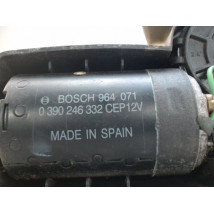 BOSCH 964 071
0 390 246 332 CEP12V
MADE IN SPAIN